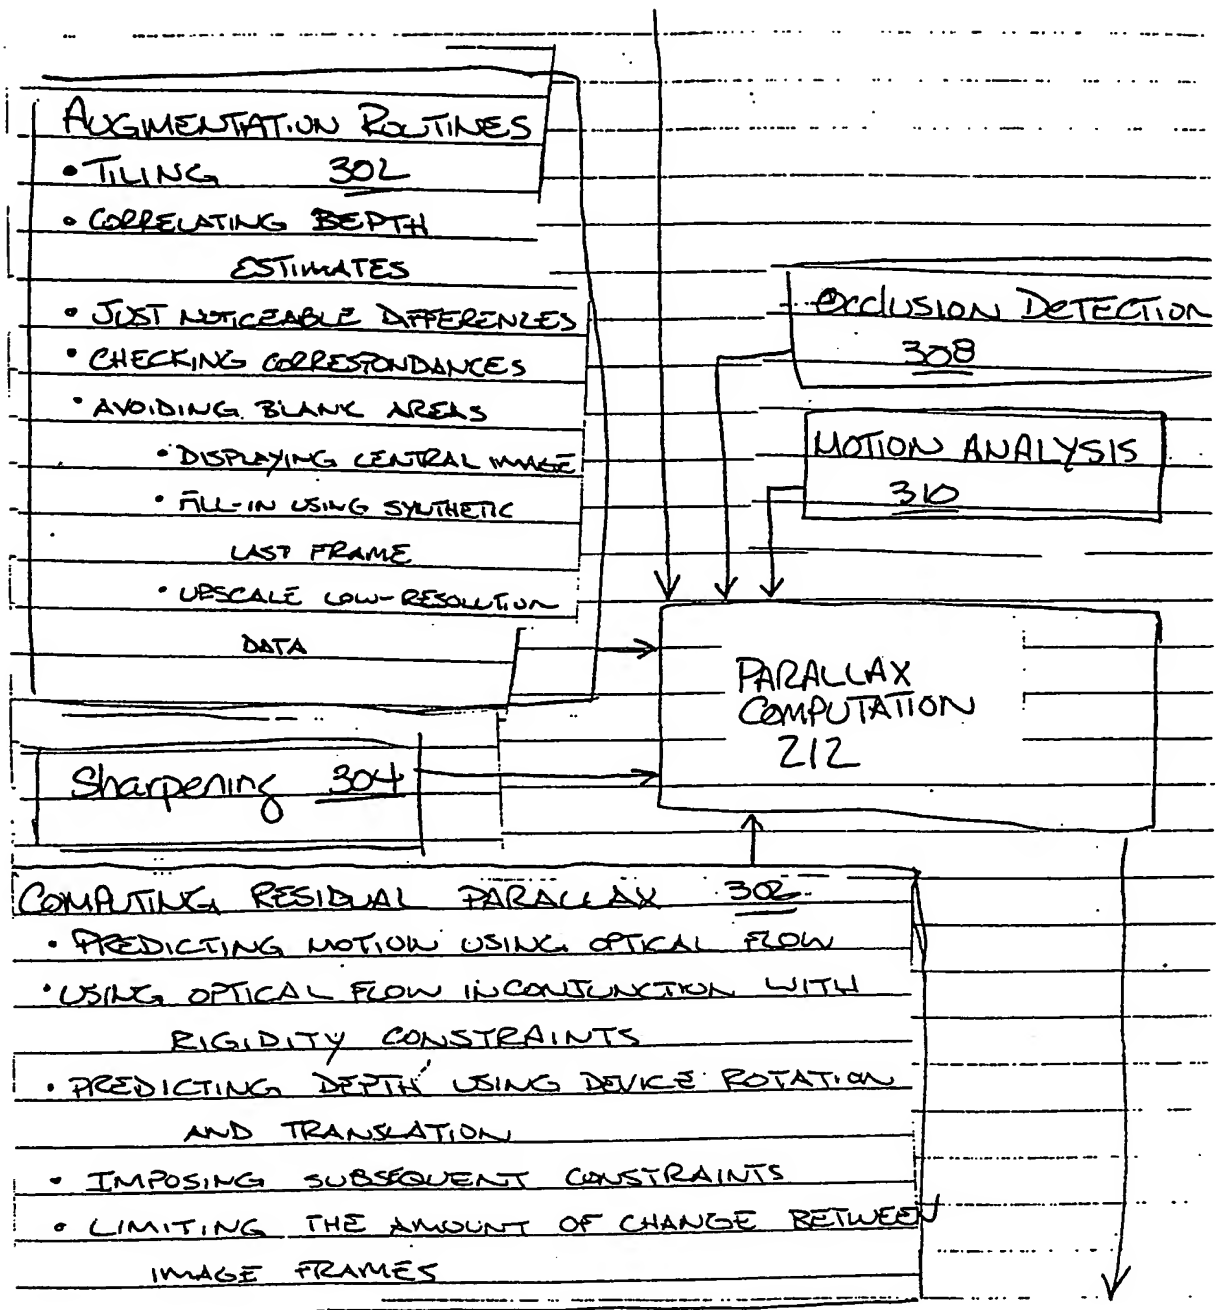 AUGMENTATION ROUTINES
• TILING 302
• CORRELATING DEPTH
ESTIMATES
• JUST NOTICEABLE DIFFERENCES
• CHECKING CORRESPONDANCES
• AVOIDING BLANK AREAS
• DISPLAYING CENTRAL IMAGE
• FILL-IN USING SYNTHETIC
LAST FRAME
• UPSCALE LOW-RESOLUTION
DATA
Sharpening 304
OCCLUSION DETECTION
308
MOTION ANALYSIS
310
PARALLAX
COMPUTATION
212
COMPUTING RESIDUAL PARALLAX 302
• PREDICTING MOTION USING OPTICAL FLOW
• USING OPTICAL FLOW IN CONJUNCTION WITH
RIGIDITY CONSTRAINTS
• PREDICTING DEPTH USING DEVICE ROTATION
AND TRANSLATION
• IMPOSING SUBSEQUENT CONSTRAINTS
• LIMITING THE AMOUNT OF CHANGE BETWEEN
IMAGE FRAMES